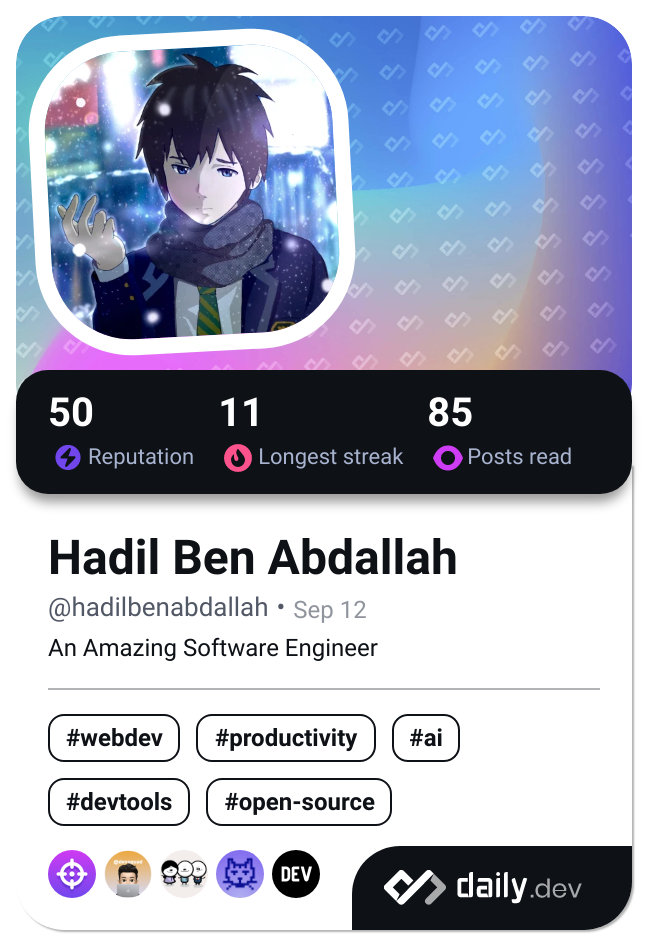 50 11 85
Reputation Longest streak Posts read
Hadil Ben Abdallah
@hadilbenabdallah • Sep 12
An Amazing Software Engineer
#webdev #productivity #ai
#devtools #open-source
DEV
daily.dev